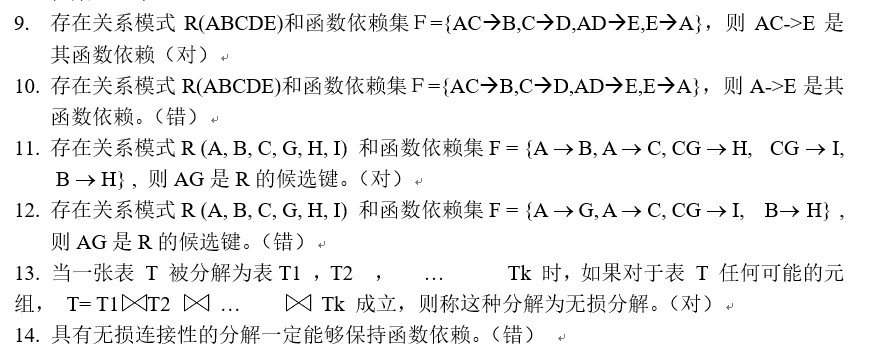 9. 存在关系模式 R(ABCDE)和函数依赖集F={AC→B,C→D,AD→E,E→A}，则 AC->E 是
其函数依赖（对）
10. 存在关系模式 R(ABCDE)和函数依赖集F={AC→B,C→D,AD→E,E→A}，则 A->E 是其
函数依赖。（错）
11. 存在关系模式 R (A, B, C, G, H, I) 和函数依赖集 F = {A → B, A → C, CG → H, CG → I,
B → H}，则 AG 是 R 的候选键。（对）
12. 存在关系模式 R (A, B, C, G, H, I) 和函数依赖集 F = {A → G, A → C, CG → I, B→ H}，
则 AG 是 R 的候选键。（错）
13. 当一张表 T 被分解为表 T1 ，T2 ， … Tk 时，如果对于表 T 任何可能的元
组， T= T1⋈T2 ⋈ … ⋈ Tk 成立，则称这种分解为无损分解。（对）
14. 具有无损连接性的分解一定能够保持函数依赖。（错）